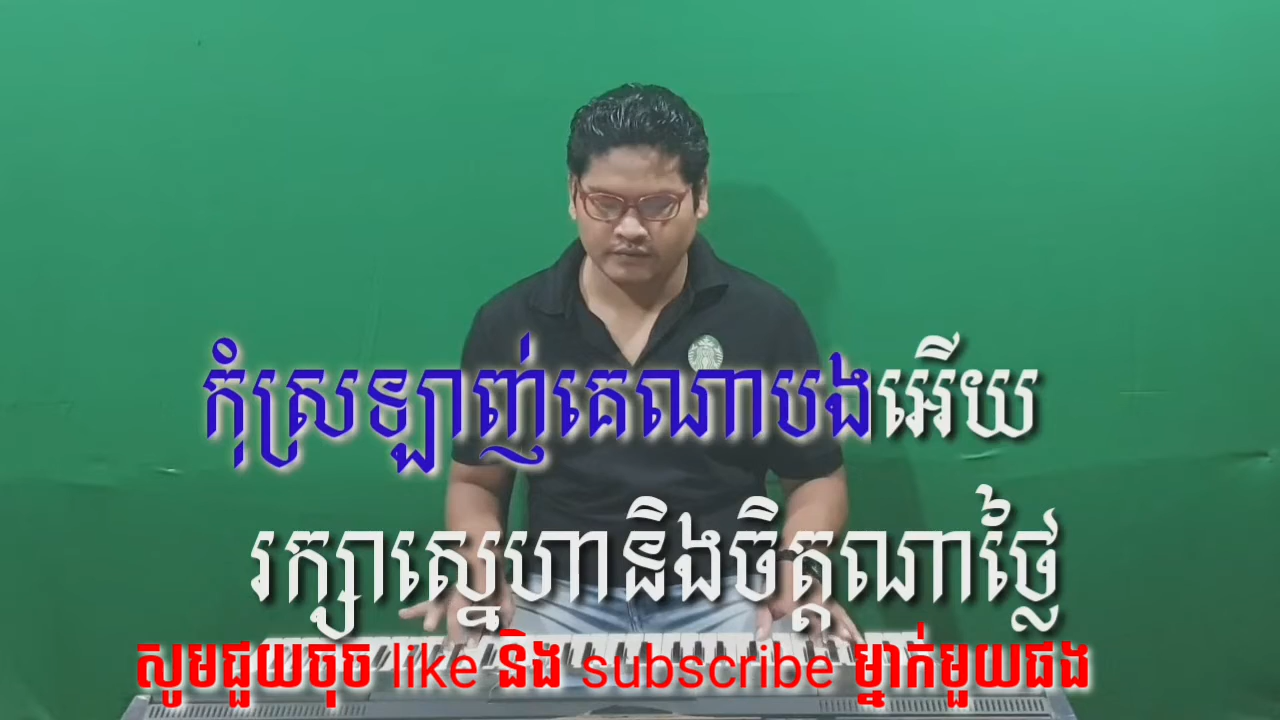 កុំស្រឡាញ់គេណាបងអើយ
រក្សាស្នេហានិងចិត្តណាថ្លៃ
សូមជួយចុច like និង subscribe ម្នាក់មួយផង